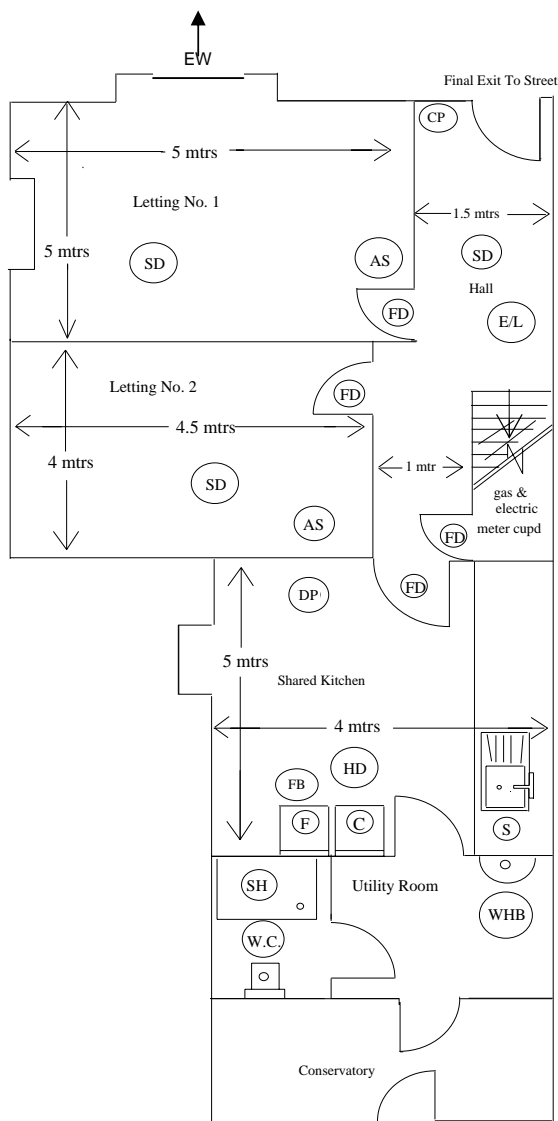 EW
Final Exit To Street
CP
5 mtrs
Letting No. 1
1.5 mtrs
5 mtrs
SD
AS
SD
Hall
FD
E/L
Letting No. 2
FD
4.5 mtrs
4 mtrs
1 mtr
SD
gas &
electric
meter cupd
AS
FD
FD
DP
5 mtrs
Shared Kitchen
4 mtrs
HD
FB
F
C
S
SH
Utility Room
WHB
W.C.
Conservatory